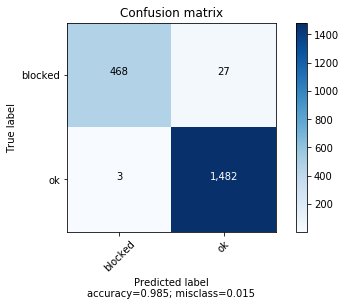 Confusion matrix
True label
blocked
ok
468
27
3
1,482
1400
1200
1000
800
600
400
200
blocked
ok
Predicted label
accuracy=0.985; misclass=0.015